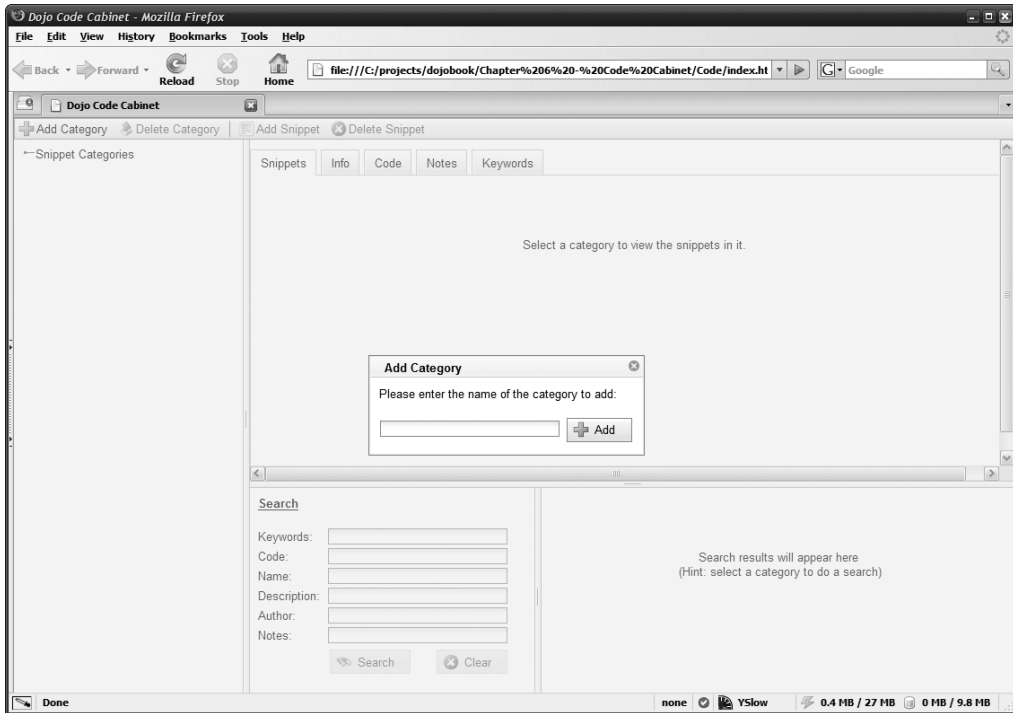 Dojo Code Cabinet - Mozilla Firefox
File Edit View History Bookmarks Tools Help
Back Forward Reload Stop Home file:///C:/projects/dojobook/Chapter%206%20-%20Code%20Cabinet/Code/index.ht G Google
Dojo Code Cabinet
Add Category Delete Category Add Snippet Delete Snippet
Snippet Categories
Snippets Info Code Notes Keywords
Select a category to view the snippets in it.
Add Category
Please enter the name of the category to add:
Add
Search
Keywords:
Code:
Name:
Description:
Author:
Notes:
Search Clear
Search results will appear here
(Hint: select a category to do a search)
Done none YSlow 0.4 MB / 27 MB 0 MB / 9.8 MB